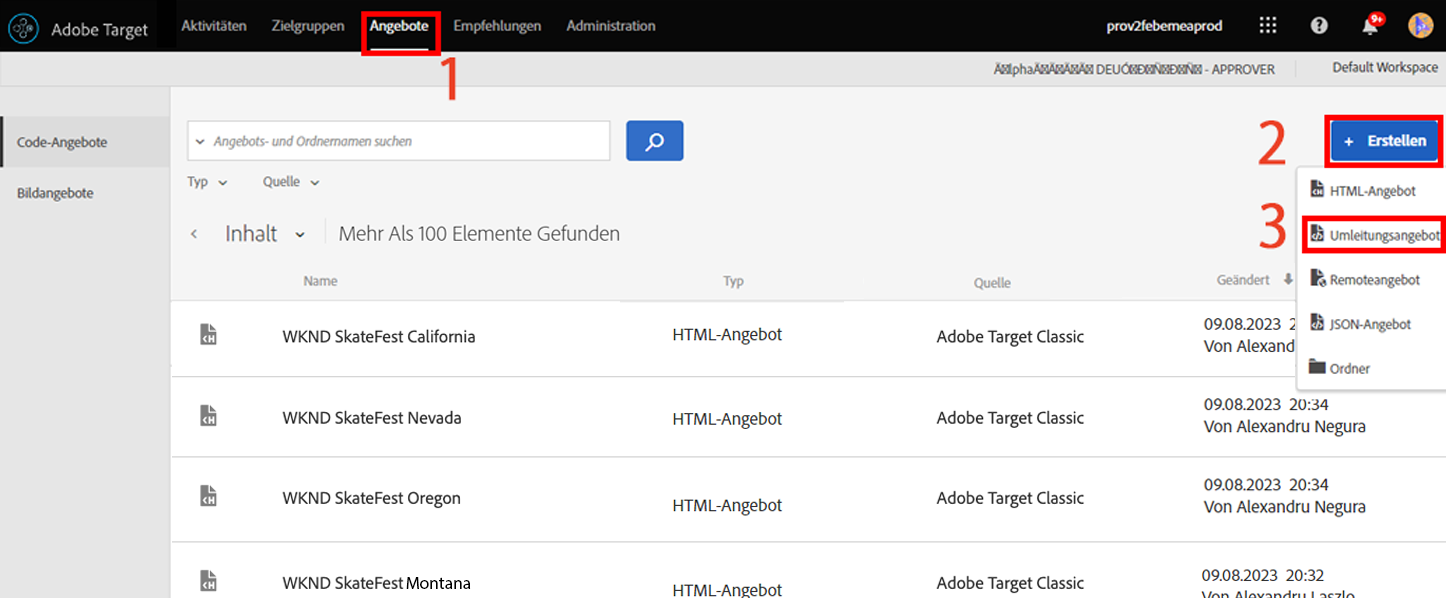 Adobe Target Aktivitäten Zielgruppen Angebote Empfehlungen Administration prov2febemeaprod 9+
1
DEUÓ - APPROVER Default Workspace
Code-Angebote
Bildangebote
Angebots- und Ordnernamen suchen
2
+ Erstellen
Typ Quelle
HTML-Angebot
3
Umleitungsangebot
Remoteangebot
JSON-Angebot
Ordner
Inhalt Mehr Als 100 Elemente Gefunden
Name Typ Quelle Geändert
WKND SkateFest California HTML-Angebot Adobe Target Classic 09.08.2023 2
Von Alexand
WKND SkateFest Nevada HTML-Angebot Adobe Target Classic 09.08.2023 20:34
Von Alexandru Negura
WKND SkateFest Oregon HTML-Angebot Adobe Target Classic 09.08.2023 20:34
Von Alexandru Negura
WKND SkateFest Montana HTML-Angebot Adobe Target Classic 09.08.2023 20:32
Von Alexandru Laszlo